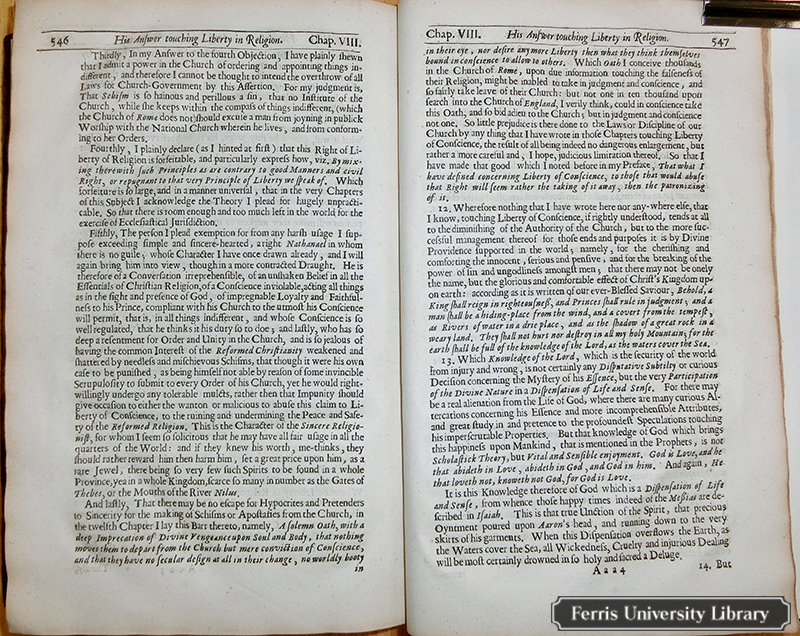 546 His Anſwer touching Liberty in Religion. Chap. VIII.
Thirdly, In my Anſwer to the fourth Objection, I have plainly ſhewn
that I admit a power in the Church of ordering and appointing things in-
different, and therefore I cannot be thought to intend the overthrow of all
Laws for Church-Government by this Aſſertion. For my judgment is,
That Schiſm is ſo hainous and perillous a ſin, that no Inſtitute of the
Church, while ſhe keeps within the compaſs of things indifferent, (which
the Church of Rome does not) ſhould excuſe a man from joyning in publick
Worſhip with the National Church wherein he lives, and from conform-
ing to her Orders.
Fourthly, I plainly declare (as I hinted at firſt) that this Right of Li-
berty of Religion is forfeitable, and particularly expreſs how, viz. By mix-
ing therewith ſuch Principles as are contrary to good Manners and civil
Right, or repugnant to that very Principle of Liberty we ſpeak of. Which
forfeiture is ſo large, and in a manner univerſal, that in the very Chapters
of this Subject I acknowledge the Theory I plead for hugely unpracti-
cable. So that there is room enough and too much left in the world for the
exerciſe of Eccleſiaſtical Juriſdiction.
Fifthly, The perſon I plead exemption for from any harſh uſage I ſup-
poſe exceeding ſimple and ſincere-hearted, a right Nathanael in whom
there is no guile, whoſe Character I have once drawn already, and I will
again bring him into view, though in a more contracted Draught. He is
therefore of a Converſation irreprehenſible, of an unſhaken Belief in all the
Eſſentials of Chriſtian Religion, of a Conſcience inviolable, acting all things
as in the ſight and preſence of God, of impregnable Loyalty and Faithful-
neſs to his Prince, compliant with his Church to the utmoſt his Conſcience
will permit, that is, in all things indifferent, and whoſe Conſcience is ſo
well regulated, that he thinks it his duty ſo to doe; and laſtly, who has ſo
deep a reſentment for Order and Unity in the Church, and is ſo jealous of
having the common Intereſt of the Reformed Chriſtianity weakened and
ſhattered by needleſs and miſchievous Schiſms, that though it were his own
caſe to be puniſhed, as being himſelf not able by reaſon of ſome invincible
Scrupuloſity to ſubmit to every Order of his Church, yet he would right-
willingly undergo any tolerable mulcts, rather then that Impunity ſhould
give occaſion to either the wanton or malicious to abuſe this claim to Li-
berty of Conſcience, to the ruining and undermining the Peace and Safe-
ty of the Reformed Religion. This is the Character of the Sincere Religio-
niſt, for whom I ſeem ſo ſolicitous that he may have all fair uſage in all the
quarters of the World: and if they knew his worth, me-thinks, they
ſhould rather reward him then harm him, ſet a great price upon him, as a
rare Jewel, there being ſo very few ſuch Spirits to be found in a whole
Province, yea in a whole Kingdom, ſcarce ſo many in number as the Gates of
Thebes, or the Mouths of the River Nilus.
And laſtly, That there may be no eſcape for Hypocrites and Pretenders
to Sincerity for the making of Schiſms or Apoſtaſies from the Church, in
the twelfth Chapter I lay this Barr thereto, namely, A ſolemn Oath, with a
deep Imprecation of Divine Vengeance upon Soul and Body, that nothing
moves them to depart from the Church but mere conviction of Conſcience,
and that they have no ſecular deſign at all in their change, no worldly booty
in
Chap. VIII. His Anſwer touching Liberty in Religion. 547
in their eye, nor deſire any more Liberty then what they think themſelves
bound in conſcience to allow to others. Which Oath I conceive thouſands
in the Church of Rome, upon due information touching the falſeneſs of
their Religion, might be inabled to take in judgment and conſcience, and
ſo fairly take leave of their Church: but not one in ten thouſand upon
ſearch into the Church of England, I verily think, could in conſcience take
this Oath, and ſo bid adieu to the Church; but in judgment and conſcience
not one. So little prejudice is there done to the Laws or Diſcipline of our
Church by any thing that I have wrote in thoſe Chapters touching Liberty
of Conſcience, the reſult of all being indeed no dangerous enlargement, but
rather a more careful and, I hope, judicious limitation thereof. So that I
have made that good which I noted before in my Preface, That what I
have defined concerning Liberty of Conſcience, to thoſe that would abuſe
that Right will ſeem rather the taking of it away, then the patronizing
of it.
12. Wherefore nothing that I have wrote here nor any-where elſe, that
I know, touching Liberty of Conſcience, if rightly underſtood, tends at all
to the diminiſhing of the Authority of the Church, but to the more ſuc-
ceſsful management thereof for thoſe ends and purpoſes it is by Divine
Providence ſupported in the world; namely, for the cheriſhing and
comforting the innocent, ſerious and penſive, and for the breaking of the
power of ſin and ungodlineſs amongſt men; that there may not be onely
the name, but the glorious and comfortable effect of Chriſt's Kingdom up-
on earth: according as it is written of our ever-Bleſſed Saviour, Behold, a
King ſhall reign in righteouſneſs, and Princes ſhall rule in judgment; and a
man ſhall be a hiding-place from the wind, and a covert from the tempeſt,
as Rivers of water in a drie place, and as the ſhadow of a great rock in a
weary land. They ſhall not hurt nor deſtroy in all my holy Mountain; for the
earth ſhall be full of the knowledge of the Lord, as the waters cover the Sea.
13. Which Knowledge of the Lord, which is the ſecurity of the world
from injury and wrong, is not certainly any Diſputative Subtilty or curious
Deciſion concerning the Myſtery of his Eſſence, but the very Participation
of the Divine Nature in a Diſpenſation of Life and Senſe. For there may
be a real alienation from the Life of God, where there are many curious Al-
tercations concerning his Eſſence and more incomprehenſible Attributes,
and great ſtudy in and pretence to the profoundeſt Speculations touching
his imperſcrutable Properties. But that knowledge of God which brings
this happineſs upon Mankind, that is mentioned in the Prophets, is not
Scholaſtick Theory, but Vital and Senſible enjoyment. God is Love, and he
that abideth in Love, abideth in God, and God in him. And again, He
that loveth not, knoweth not God, for God is Love.
It is this Knowledge therefore of God which is a Diſpenſation of Life
and Senſe, from whence thoſe happy times indeed of the Meſſias are de-
ſcribed in Iſaiah. This is that true Unction of the Spirit, that precious
Oyntment poured upon Aaron's head, and running down to the very
skirts of his garments. When this Diſpenſation overflows the Earth, as
the Waters cover the Sea, all Wickedneſs, Cruelty and injurious Dealing
will be moſt certainly drowned in ſo holy and ſacred a Deluge.
Aaa4 14. But
Ferris University Library